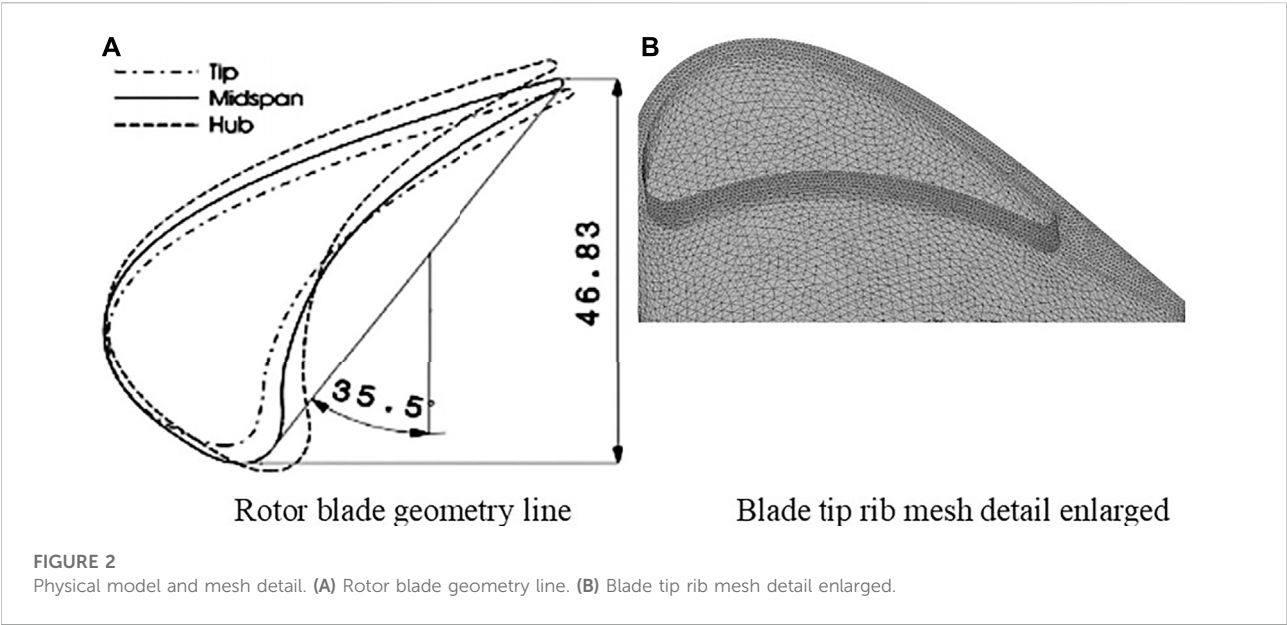 A
Tip
Midspan
Hub
46.83
35.5°
Rotor blade geometry line
B
Blade tip rib mesh detail enlarged
FIGURE 2
Physical model and mesh detail. (A) Rotor blade geometry line. (B) Blade tip rib mesh detail enlarged.